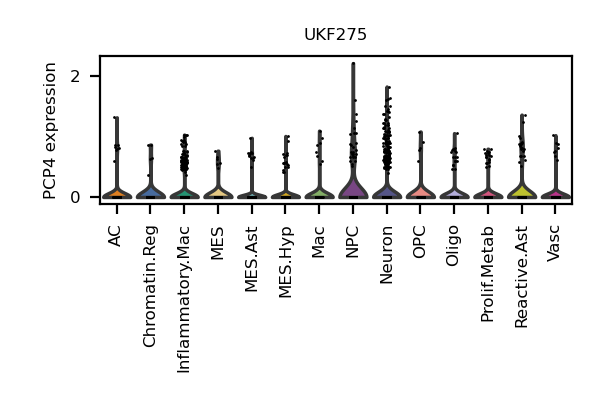 UKF275
PCP4 expression
2
0
AC
Chromatin.Reg
Inflammatory.Mac
MES
MES.Ast
MES.Hyp
Mac
NPC
Neuron
OPC
Oligo
Prolif.Metab
Reactive.Ast
Vasc